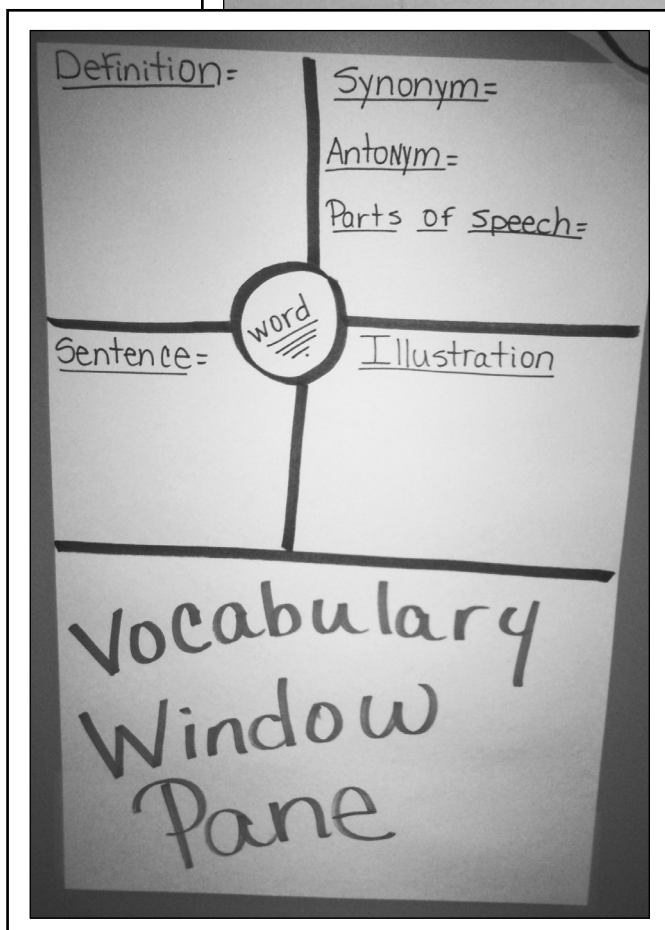 Definition=
Synonym=
Antonym=
Parts of speech=
word
Sentence=
Illustration
Vocabulary
Window
Pane